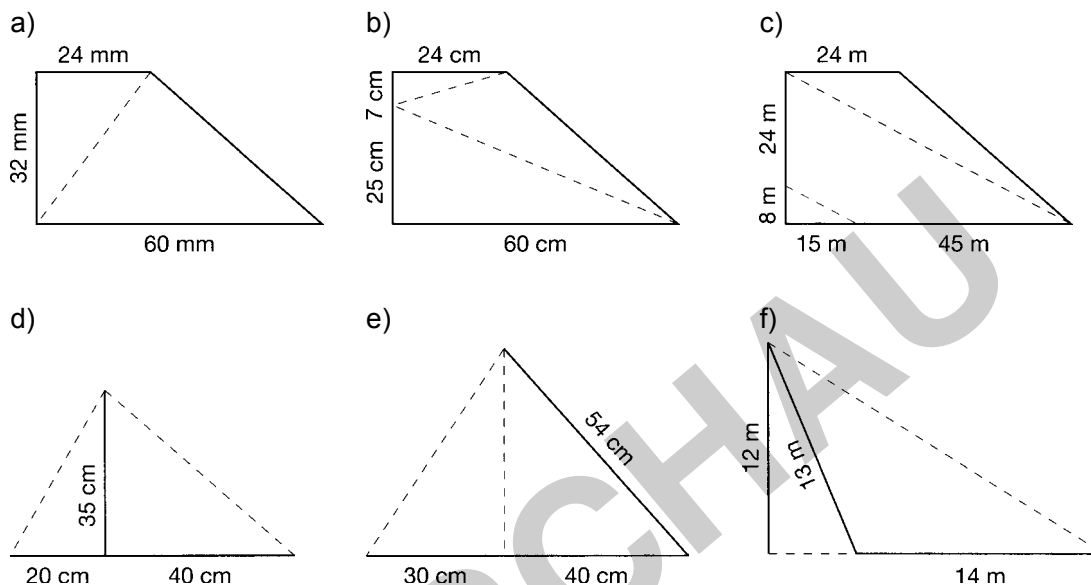 a) b) c)
24 mm 24 cm 24 m
32 mm 7 cm 25 cm 24 m 8 m
60 mm 60 cm 15 m 45 m
d) e) f)
35 cm 54 cm 12 m 13 m
20 cm 40 cm 30 cm 40 cm 14 m
SCHAU